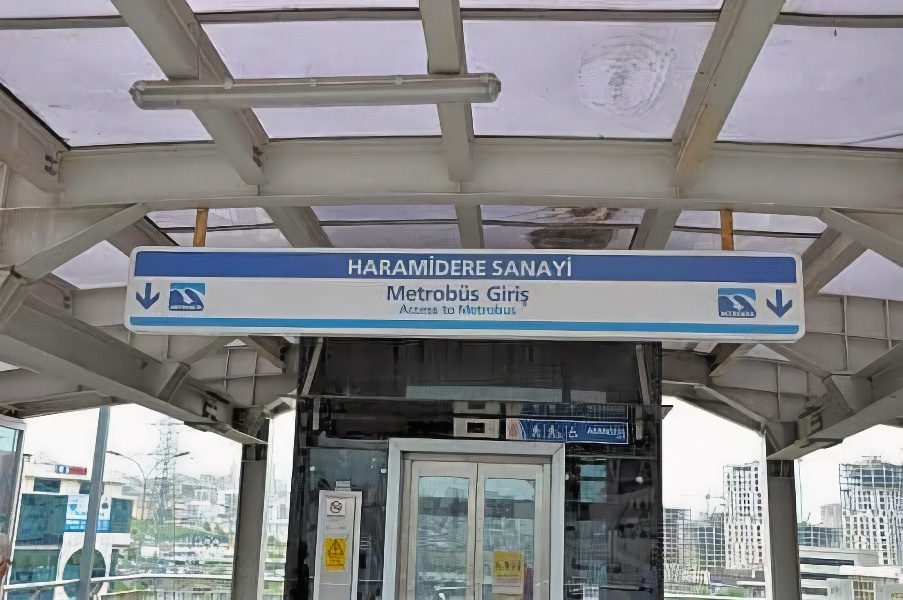 HARAMİDERE SANAYİ
Metrobüs Giriş
Access to Metrobus